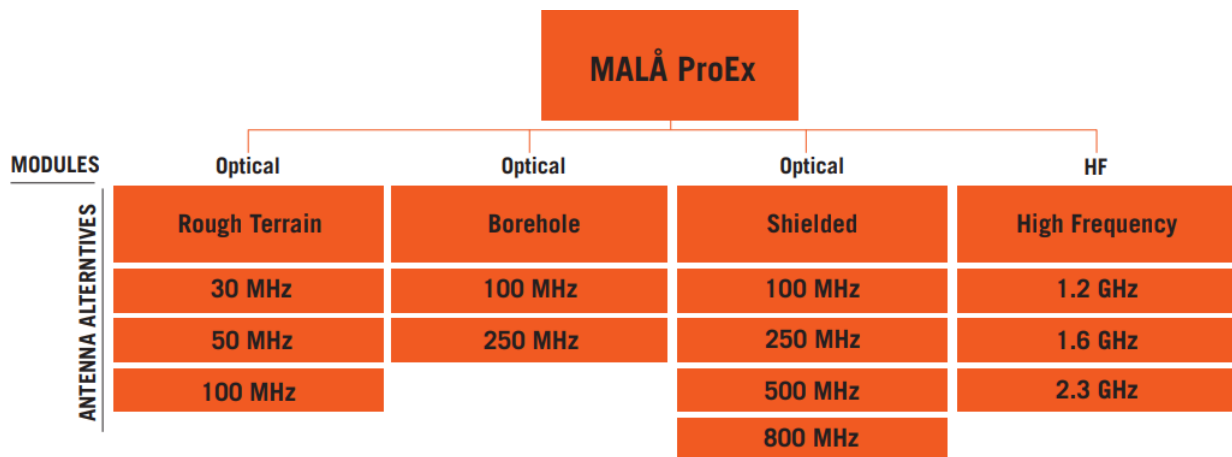 MALÅ ProEx
MODULES Optical Optical Optical HF
ANTENNA ALTERNTIVES
Rough Terrain Borehole Shielded High Frequency
30 MHz 100 MHz 100 MHz 1.2 GHz
50 MHz 250 MHz 250 MHz 1.6 GHz
100 MHz 500 MHz 2.3 GHz
800 MHz